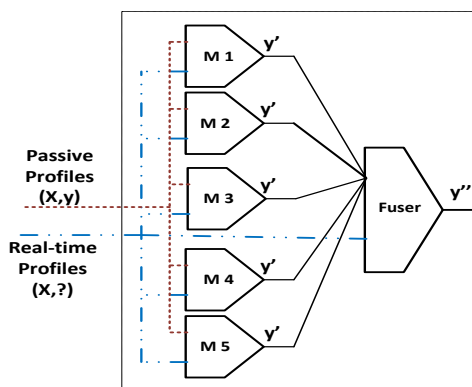 M 1
y’
M 2
y’
M 3
y’
M 4
y’
M 5
y’
Passive
Profiles
(X,y)
Real-time
Profiles
(X,?)
Fuser
y’’